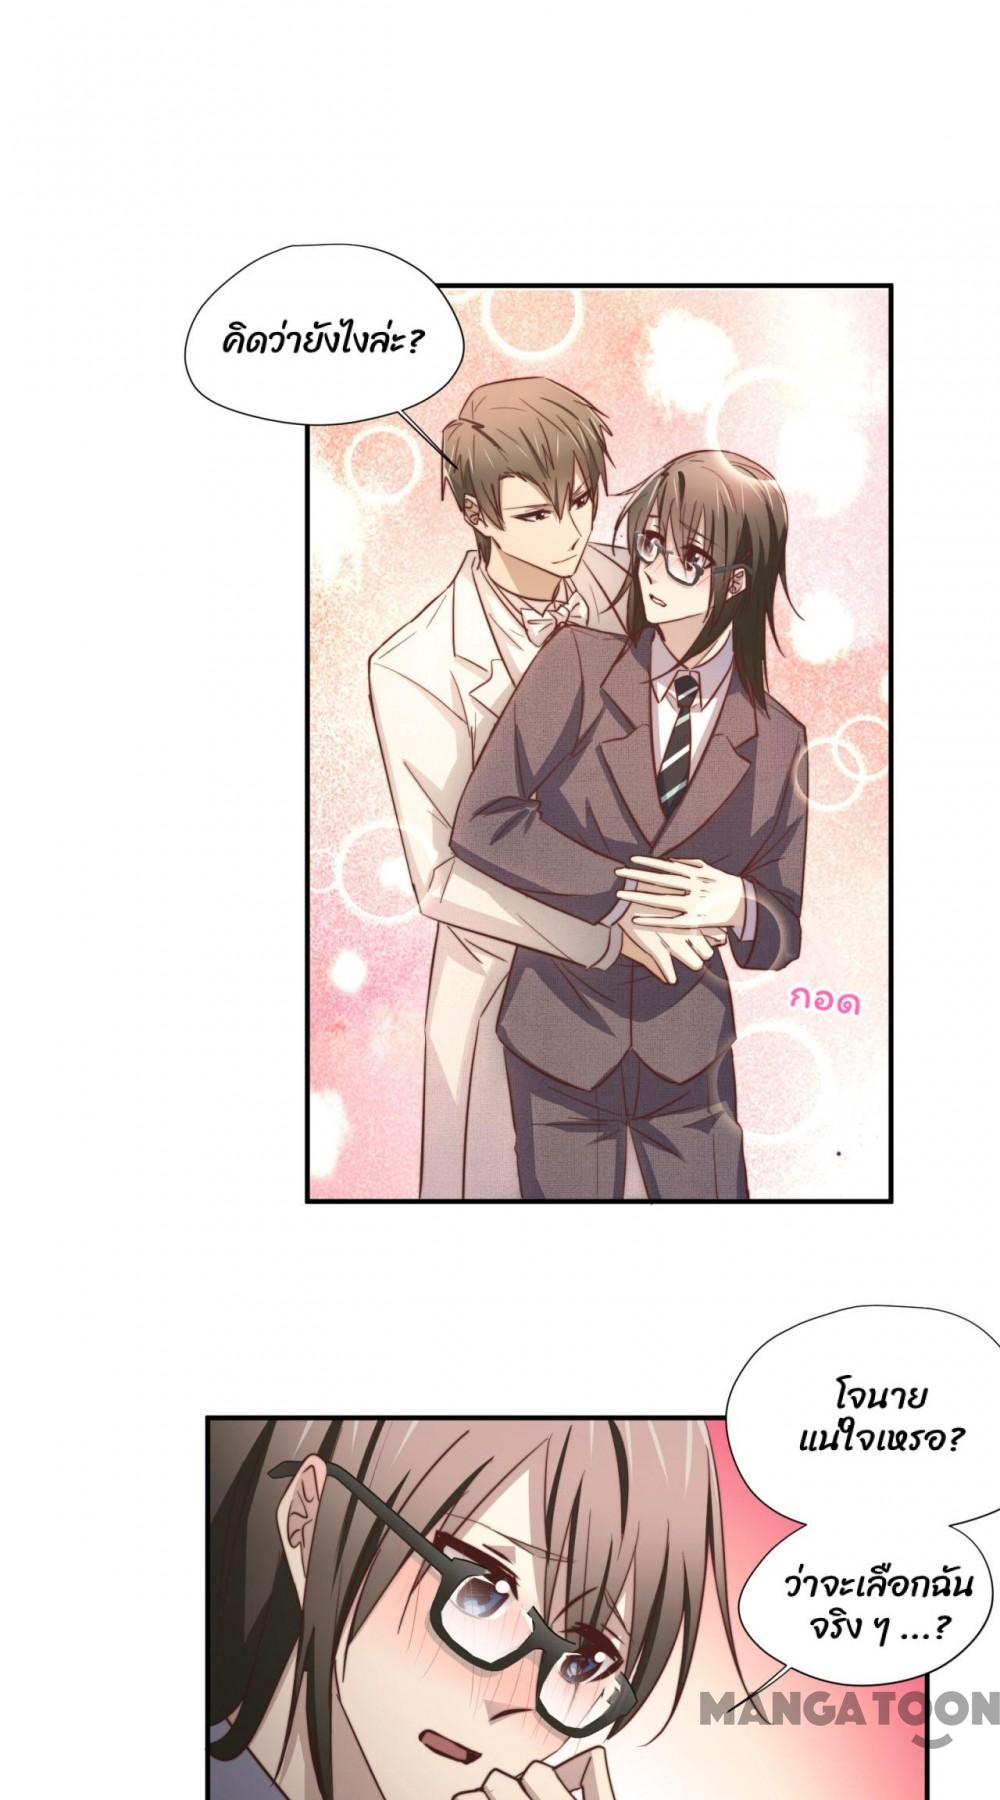 คิดว่ายังไงล่ะ?
กอด
โจนาย
แน่ใจเหรอ?
ว่าจะเลือกฉัน
จริง ๆ ...?
MANGATOON